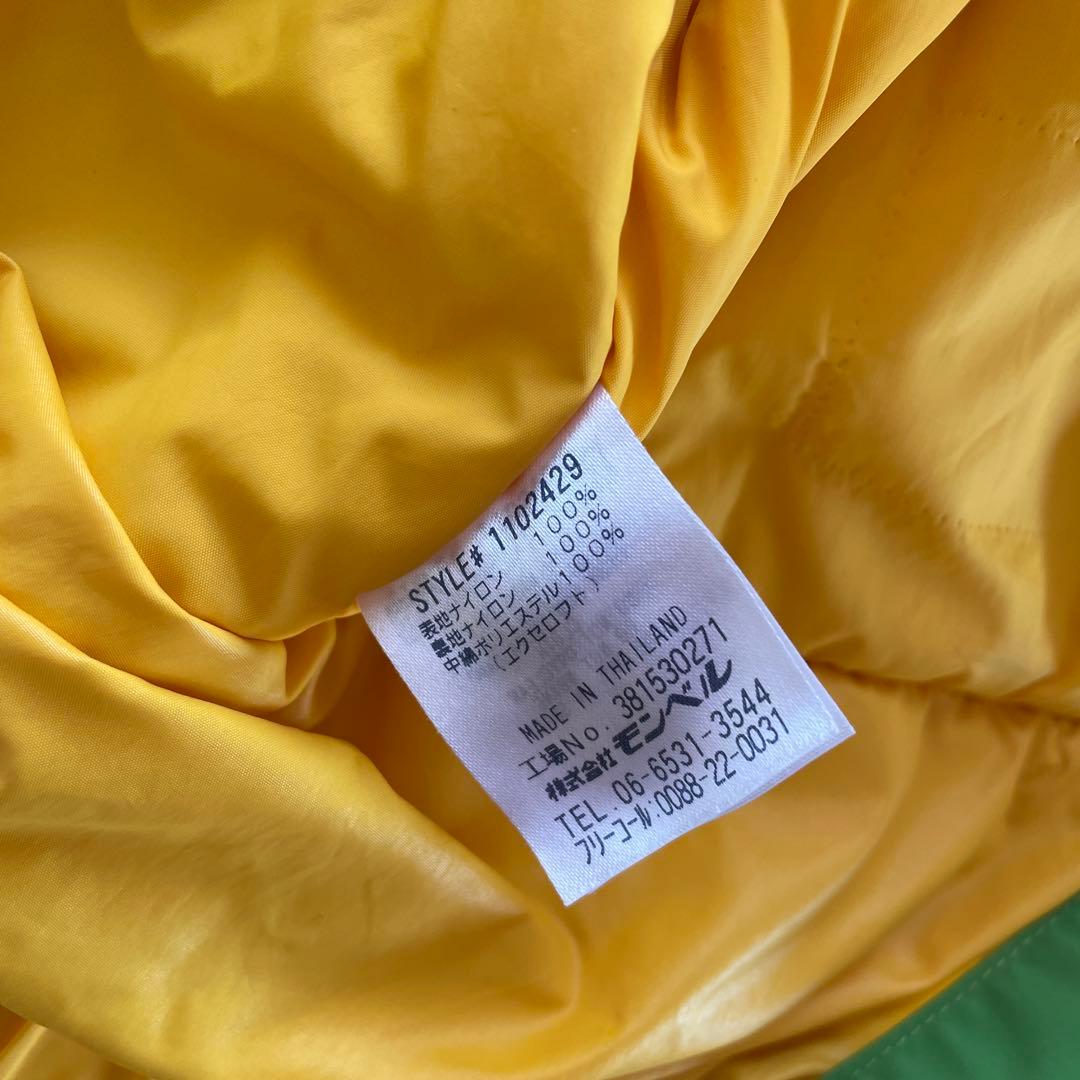 STYLE# 1102429
表地ナイロン 100%
裏地ナイロン 100%
中綿ポリエステル100%
(エクセロフト)
MADE IN THAILAND
工場No. 38153027１
株式会社モンベル
TEL. 06-6531-3544
フリーコール:0088-22-0031